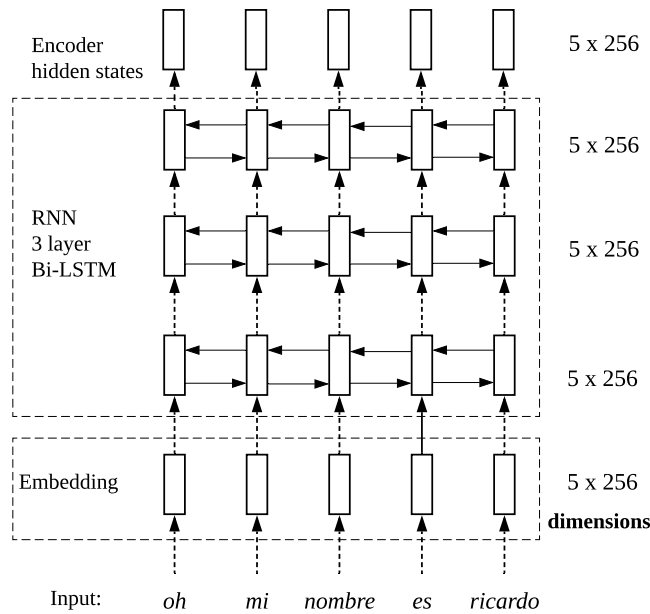 Encoder
hidden states
5 x 256
5 x 256
RNN
3 layer
Bi-LSTM
5 x 256
5 x 256
Embedding
5 x 256
dimensions
Input: oh mi nombre es ricardo